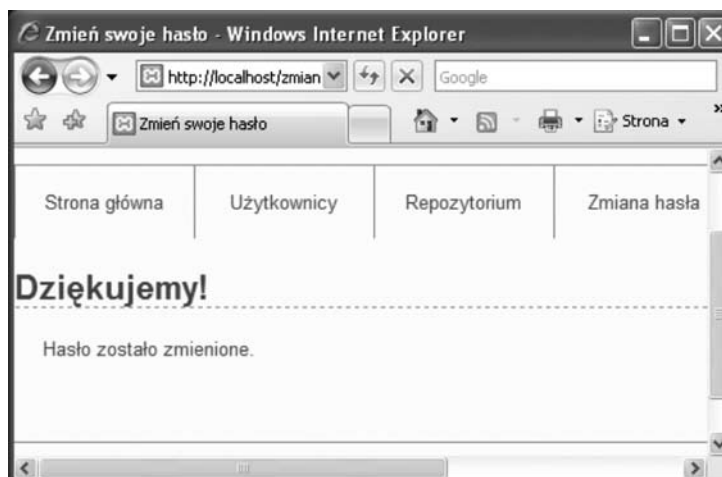 Zmień swoje hasło - Windows Internet Explorer
http://localhost/zmian
Google
Zmień swoje hasło
Strona
»
Strona główna
Użytkownicy
Repozytorium
Zmiana hasła
Dziękujemy!
Hasło zostało zmienione.